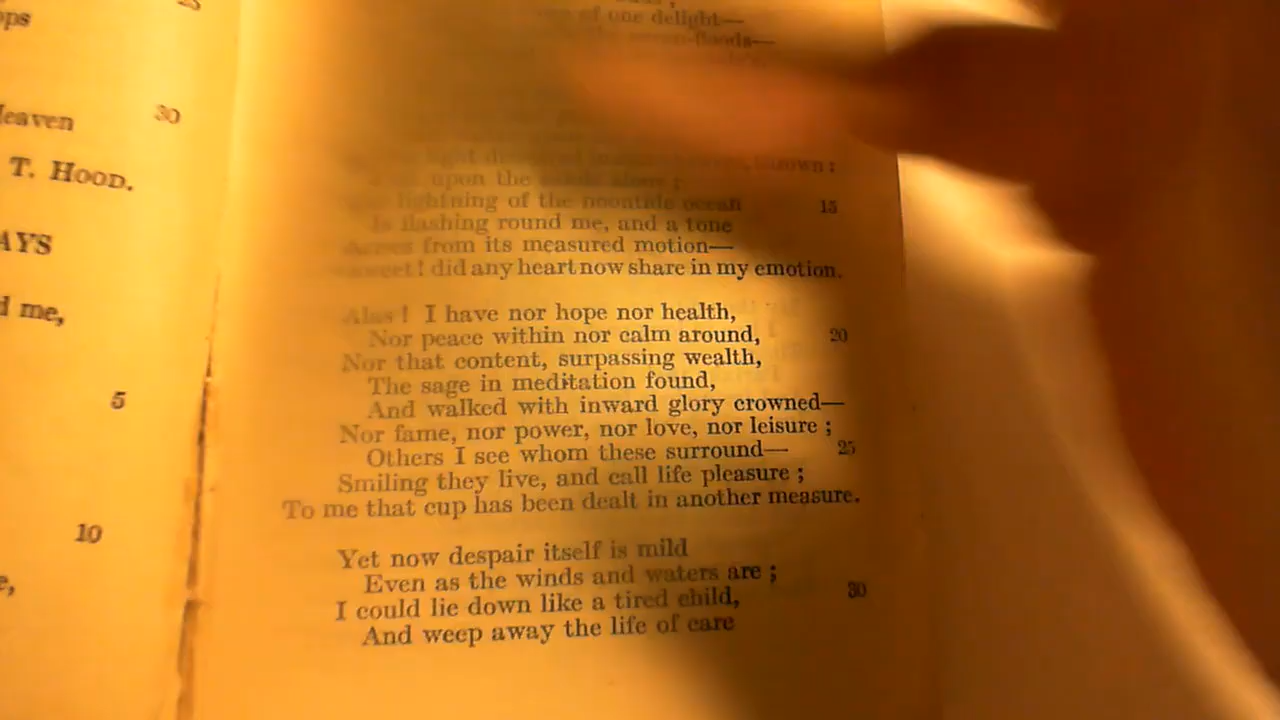 ops
25
Heaven
30
T. HOOD.
AYS
d me,
5
10
e,
of one delight—
upon the
lightning of the noontide ocean 15
Is flashing round me, and a tone
from its measured motion—
! did any heart now share in my emotion.
Alas! I have nor hope nor health,
Nor peace within nor calm around, 20
Nor that content, surpassing wealth,
The sage in meditation found,
And walked with inward glory crowned—
Nor fame, nor power, nor love, nor leisure ;
Others I see whom these surround— 25
Smiling they live, and call life pleasure ;
To me that cup has been dealt in another measure.
Yet now despair itself is mild
Even as the winds and waters are ;
I could lie down like a tired child, 30
And weep away the life of care